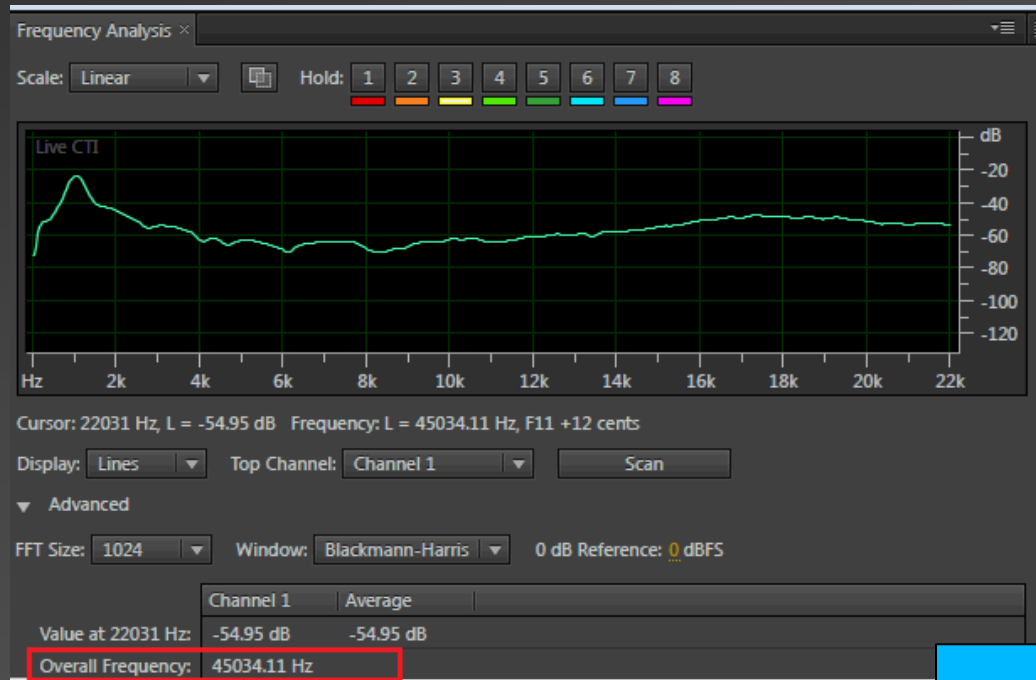 Frequency Analysis ×
Scale: Linear Hold: 1 2 3 4 5 6 7 8
Live CTI
dB
-20
-40
-60
-80
-100
-120
Hz 2k 4k 6k 8k 10k 12k 14k 16k 18k 20k 22k
Cursor: 22031 Hz, L = -54.95 dB Frequency: L = 45034.11 Hz, F11 +12 cents
Display: Lines Top Channel: Channel 1 Scan
Advanced
FFT Size: 1024 Window: Blackmann-Harris 0 dB Reference: 0 dBFS
Channel 1 Average
Value at 22031 Hz: -54.95 dB -54.95 dB
Overall Frequency: 45034.11 Hz